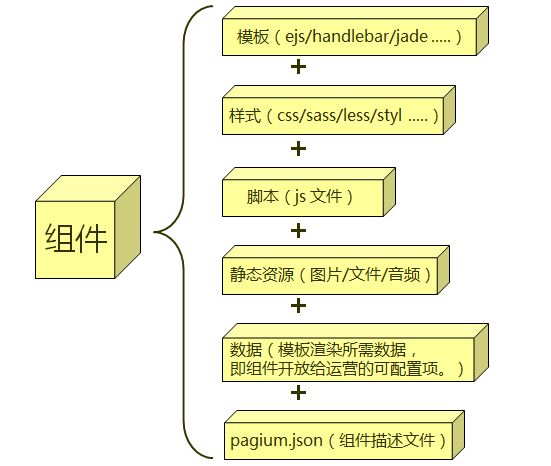 组件
模板（ejs/handlebar/jade .....）
+
样式（css/sass/less/styl .....）
+
脚本（js 文件）
+
静态资源（图片/文件/音频）
+
数据（模板渲染所需数据，
即组件开放给运营的可配置项。）
+
pagium.json（组件描述文件）